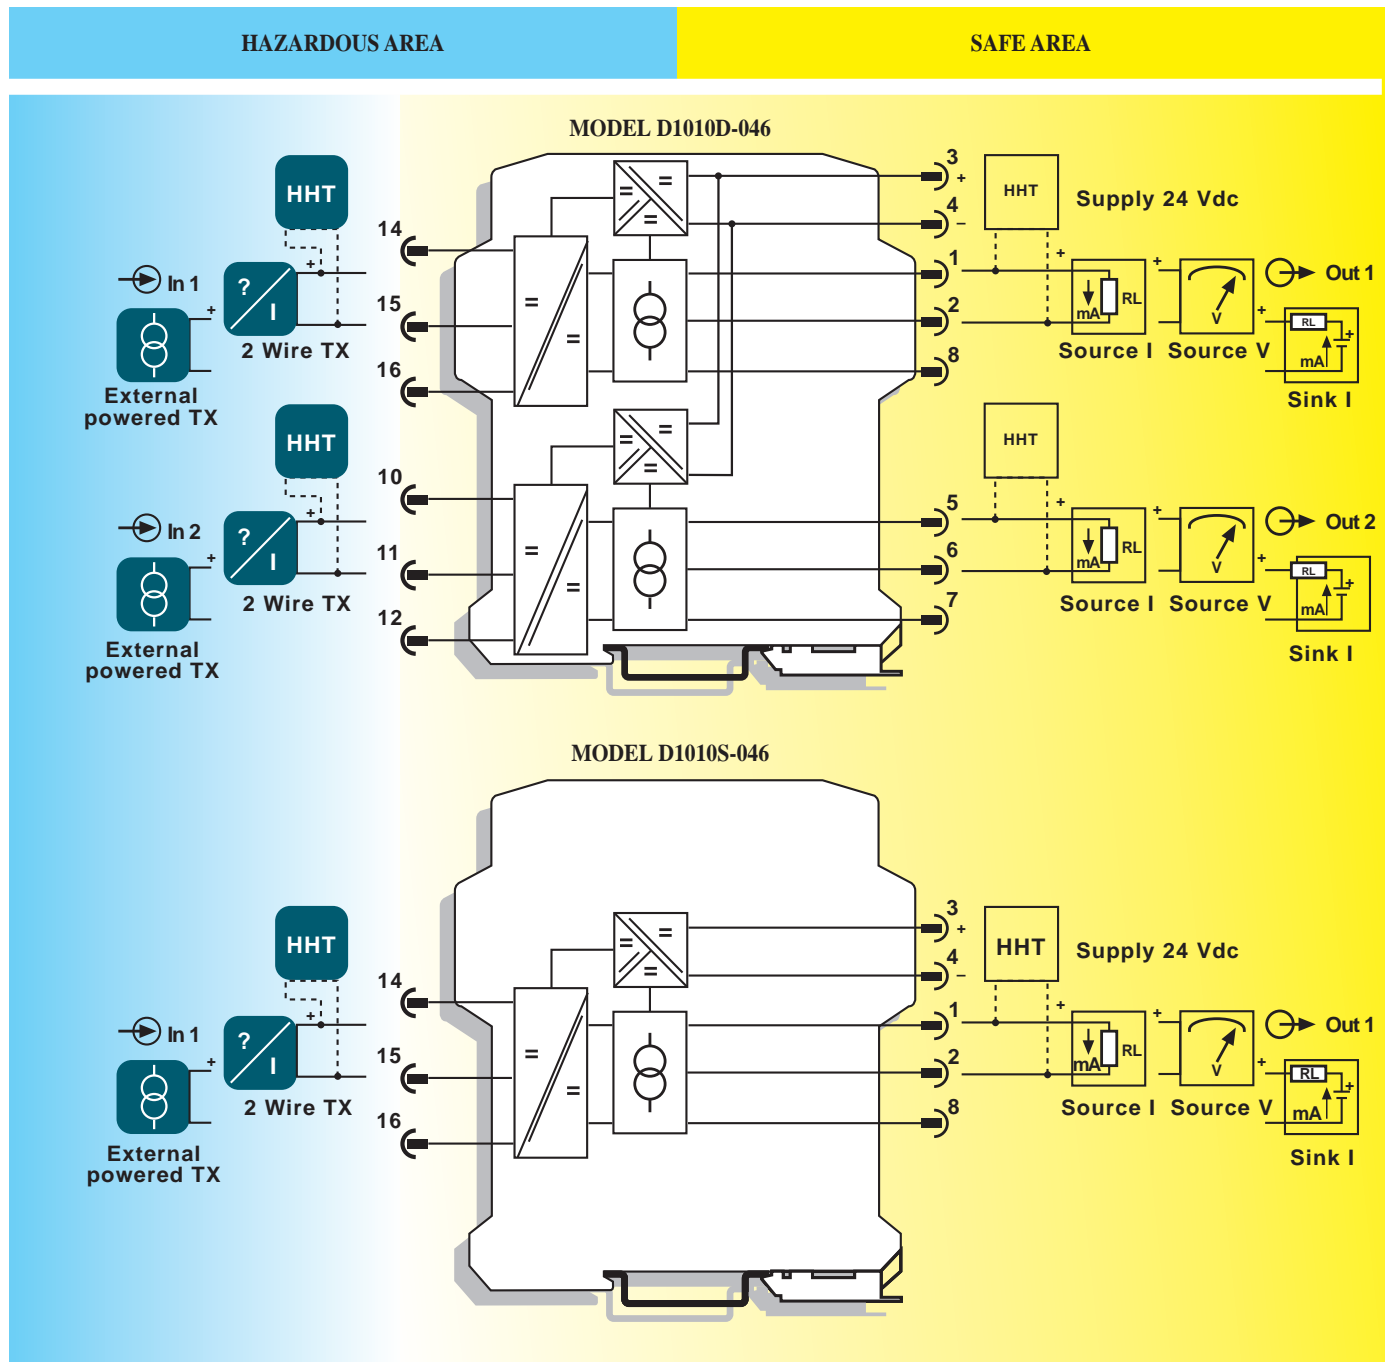 HAZARDOUS AREA
SAFE AREA
MODEL D1010D-046
HHT
14
+
In 1
?
I
+
2 Wire TX
15
16
External
powered TX
3
+
4
–
1
2
8
HHT
Supply 24 Vdc
+
mA
RL
Source I
+
V
Source V
Out 1
+
RL
+
mA
Sink I
HHT
10
+
In 2
?
I
+
2 Wire TX
11
12
External
powered TX
5
6
7
HHT
+
mA
RL
Source I
+
V
Source V
Out 2
+
RL
+
mA
Sink I
= = =
= =
= = =
= =
MODEL D1010S-046
HHT
14
+
In 1
?
I
+
2 Wire TX
15
16
External
powered TX
= = =
= =
3
+
4
–
1
2
8
HHT
Supply 24 Vdc
+
mA
RL
Source I
+
V
Source V
Out 1
+
RL
+
mA
Sink I